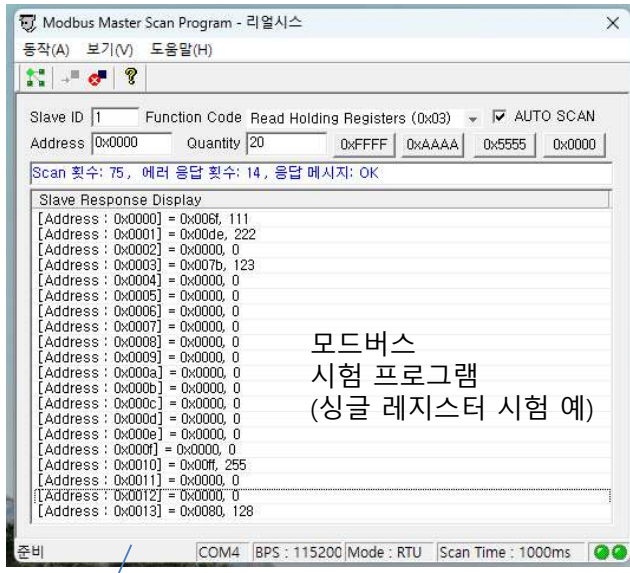 Modbus Master Scan Program - 리얼시스
동작(A) 보기(V) 도움말(H)
Slave ID 1 Function Code Read Holding Registers (0x03) AUTO SCAN
Address 0x0000 Quantity 20 0xFFFF 0xAAAA 0x5555 0x0000
Scan 횟수: 75, 에러 응답 횟수: 14, 응답 메시지: OK
Slave Response Display
[Address : 0x0000] = 0x006f, 111
[Address : 0x0001] = 0x00de, 222
[Address : 0x0002] = 0x0000, 0
[Address : 0x0003] = 0x007b, 123
[Address : 0x0004] = 0x0000, 0
[Address : 0x0005] = 0x0000, 0
[Address : 0x0006] = 0x0000, 0
[Address : 0x0007] = 0x0000, 0
[Address : 0x0008] = 0x0000, 0
[Address : 0x0009] = 0x0000, 0
[Address : 0x000a] = 0x0000, 0
[Address : 0x000b] = 0x0000, 0
[Address : 0x000c] = 0x0000, 0
[Address : 0x000d] = 0x0000, 0
[Address : 0x000e] = 0x0000, 0
[Address : 0x000f] = 0x0000, 0
[Address : 0x0010] = 0x00ff, 255
[Address : 0x0011] = 0x0000, 0
[Address : 0x0012] = 0x0000, 0
[Address : 0x0013] = 0x0080, 128
모드버스
시험 프로그램
(싱글 레지스터 시험 예)
준비 COM4 BPS : 115200 Mode : RTU Scan Time : 1000ms